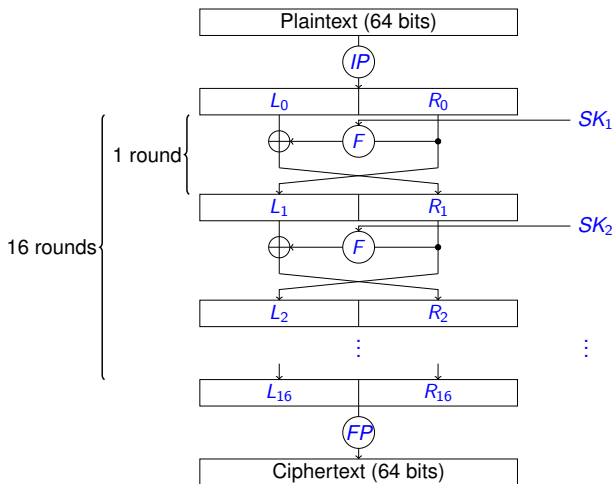 Plaintext (64 bits)
IP
L₀ R₀
SK₁
F
1 round
L₁ R₁
SK₂
F
16 rounds
L₂ R₂
⋮ ⋮
L₁₆ R₁₆
FP
Ciphertext (64 bits)